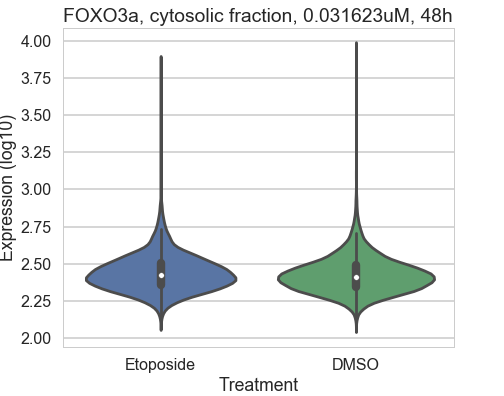 FOXO3a, cytosolic fraction, 0.031623uM, 48h
Expression (log10)
4.00
3.75
3.50
3.25
3.00
2.75
2.50
2.25
2.00
Etoposide
DMSO
Treatment